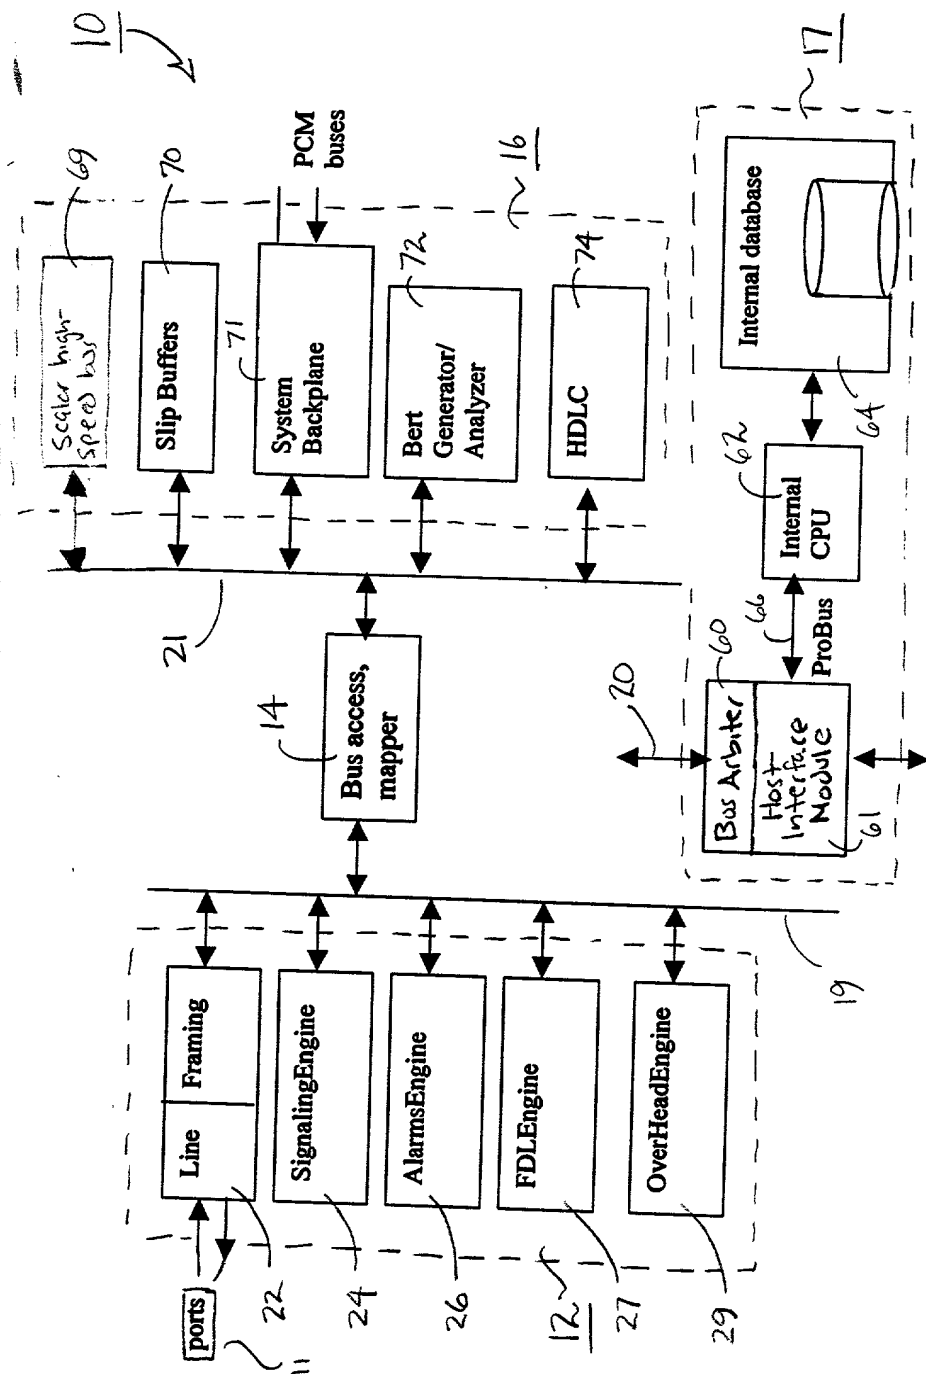 10
ports
11
Line
Framing
22
SignalingEngine
24
AlarmsEngine
26
FDLEngine
12
27
OverHeadEngine
29
19
14
Bus access,
mapper
21
Scaler high-
speed bus
69
Slip Buffers
70
71
System
Backplane
PCM
buses
Bert
Generator/
Analyzer
72
16
HDLC
74
20
Bus Arbiter
60
Host
Interface
Module
61
66
ProBus
62
Internal
CPU
Internal database
64
17